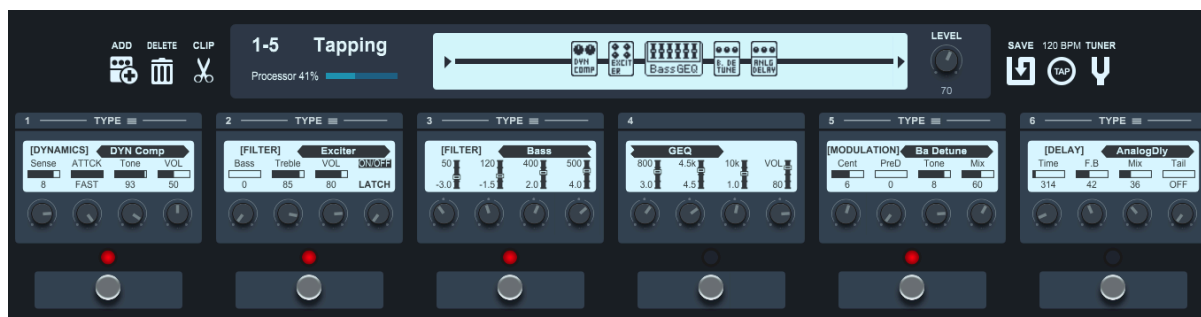 ADD DELETE CLIP
1-5 Tapping
Processor 41%
DYN COMP
EXCIT ER
BassGEQ
B. DE TUNE
ANLG DELAY
LEVEL
70
SAVE 120 BPM TUNER
TAP
1 TYPE
[DYNAMICS] DYN Comp
Sense ATTCK Tone VOL
8 FAST 93 50
2 TYPE
[FILTER] Exciter
Bass Treble VOL ON/OFF
0 85 80 LATCH
3 TYPE
[FILTER] Bass
50 120 400 500
-3.0 -1.5 2.0 4.0
4
GEQ
800 4.5k 10k VOL
3.0 4.5 1.0 80
5 TYPE
[MODULATION] Ba Detune
Cent PreD Tone Mix
6 0 8 60
6 TYPE
[DELAY] AnalogDly
Time F.B Mix Tail
314 42 36 OFF